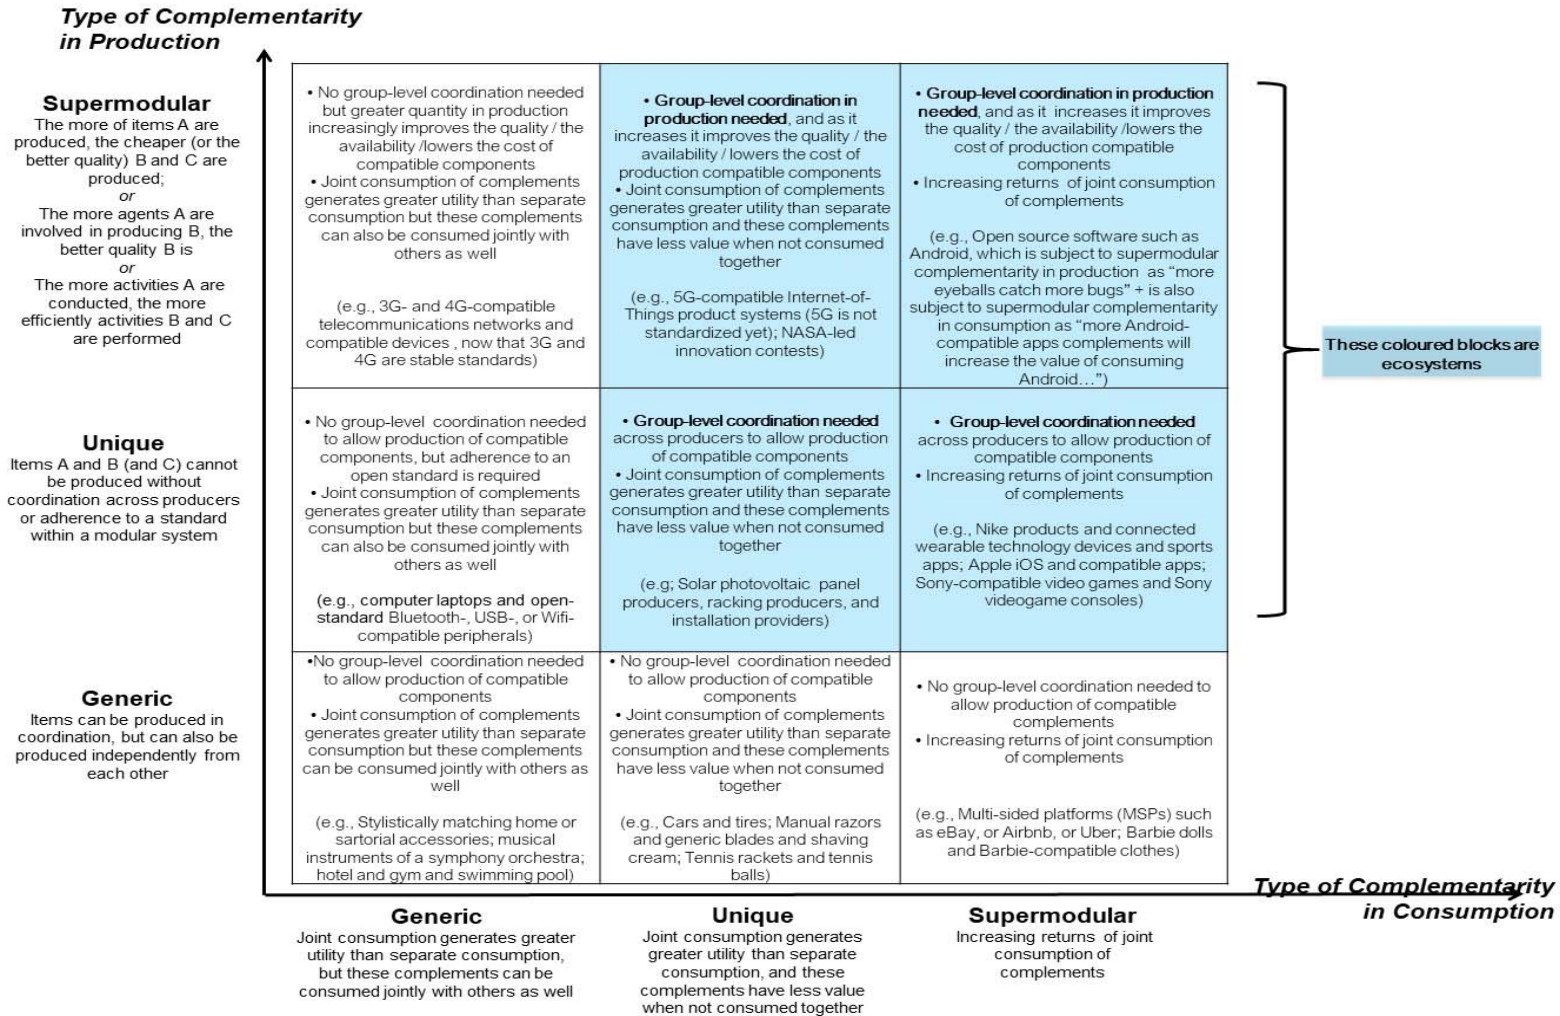 Type of Complementarity
in Production
Supermodular
The more of items A are
produced, the cheaper (or the
better quality) B and C are
produced;
or
The more agents A are
involved in producing B, the
better quality B is
or
The more activities A are
conducted, the more
efficiently activities B and C
are performed
• No group-level coordination needed
but greater quantity in production
increasingly improves the quality / the
availability /lowers the cost of
compatible components
• Joint consumption of complements
generates greater utility than separate
consumption but these complements
can also be consumed jointly with
others as well
(e.g., 3G- and 4G-compatible
telecommunications networks and
compatible devices , now that 3G and
4G are stable standards)
• Group-level coordination in
production needed, and as it
increases it improves the quality / the
availability / lowers the cost of
production compatible components
• Joint consumption of complements
generates greater utility than separate
consumption and these complements
have less value when not consumed
together
(e.g., 5G-compatible Internet-of-
Things product systems (5G is not
standardized yet); NASA-led
innovation contests)
• Group-level coordination in production
needed, and as it increases it improves
the quality / the availability /lowers the
cost of production compatible
components
• Increasing returns of joint consumption
of complements
(e.g., Open source software such as
Android, which is subject to supermodular
complementarity in production as “more
eyeballs catch more bugs” + is also
subject to supermodular complementarity
in consumption as “more Android-
compatible apps complements will
increase the value of consuming
Android…”)
These coloured blocks are
ecosystems
Unique
Items A and B (and C) cannot
be produced without
coordination across producers
or adherence to a standard
within a modular system
• No group-level coordination needed
to allow production of compatible
components, but adherence to an
open standard is required
• Joint consumption of complements
generates greater utility than separate
consumption but these complements
can also be consumed jointly with
others as well
(e.g., computer laptops and open-
standard Bluetooth-, USB-, or Wifi-
compatible peripherals)
• Group-level coordination needed
across producers to allow production
of compatible components
• Joint consumption of complements
generates greater utility than separate
consumption and these complements
have less value when not consumed
together
(e.g; Solar photovoltaic panel
producers, racking producers, and
installation providers)
• Group-level coordination needed
across producers to allow production of
compatible components
• Increasing returns of joint consumption
of complements
(e.g., Nike products and connected
wearable technology devices and sports
apps; Apple iOS and compatible apps;
Sony-compatible video games and Sony
videogame consoles)
Generic
Items can be produced in
coordination, but can also be
produced independently from
each other
•No group-level coordination needed
to allow production of compatible
components
• Joint consumption of complements
generates greater utility than separate
consumption but these complements
can be consumed jointly with others as
well
(e.g., Stylistically matching home or
sartorial accessories; musical
instruments of a symphony orchestra;
hotel and gym and swimming pool)
• No group-level coordination needed
to allow production of compatible
components
• Joint consumption of complements
generates greater utility than separate
consumption and these complements
have less value when not consumed
together
(e.g., Cars and tires; Manual razors
and generic blades and shaving
cream; Tennis rackets and tennis
balls)
• No group-level coordination needed to
allow production of compatible
complements
• Increasing returns of joint consumption
of complements
(e.g., Multi-sided platforms (MSPs) such
as eBay, or Airbnb, or Uber; Barbie dolls
and Barbie-compatible clothes)
Type of Complementarity
in Consumption
Generic
Joint consumption generates greater
utility than separate consumption,
but these complements can be
consumed jointly with others as well
Unique
Joint consumption generates
greater utility than separate
consumption, and these
complements have less value
when not consumed together
Supermodular
Increasing returns of joint
consumption of
complements